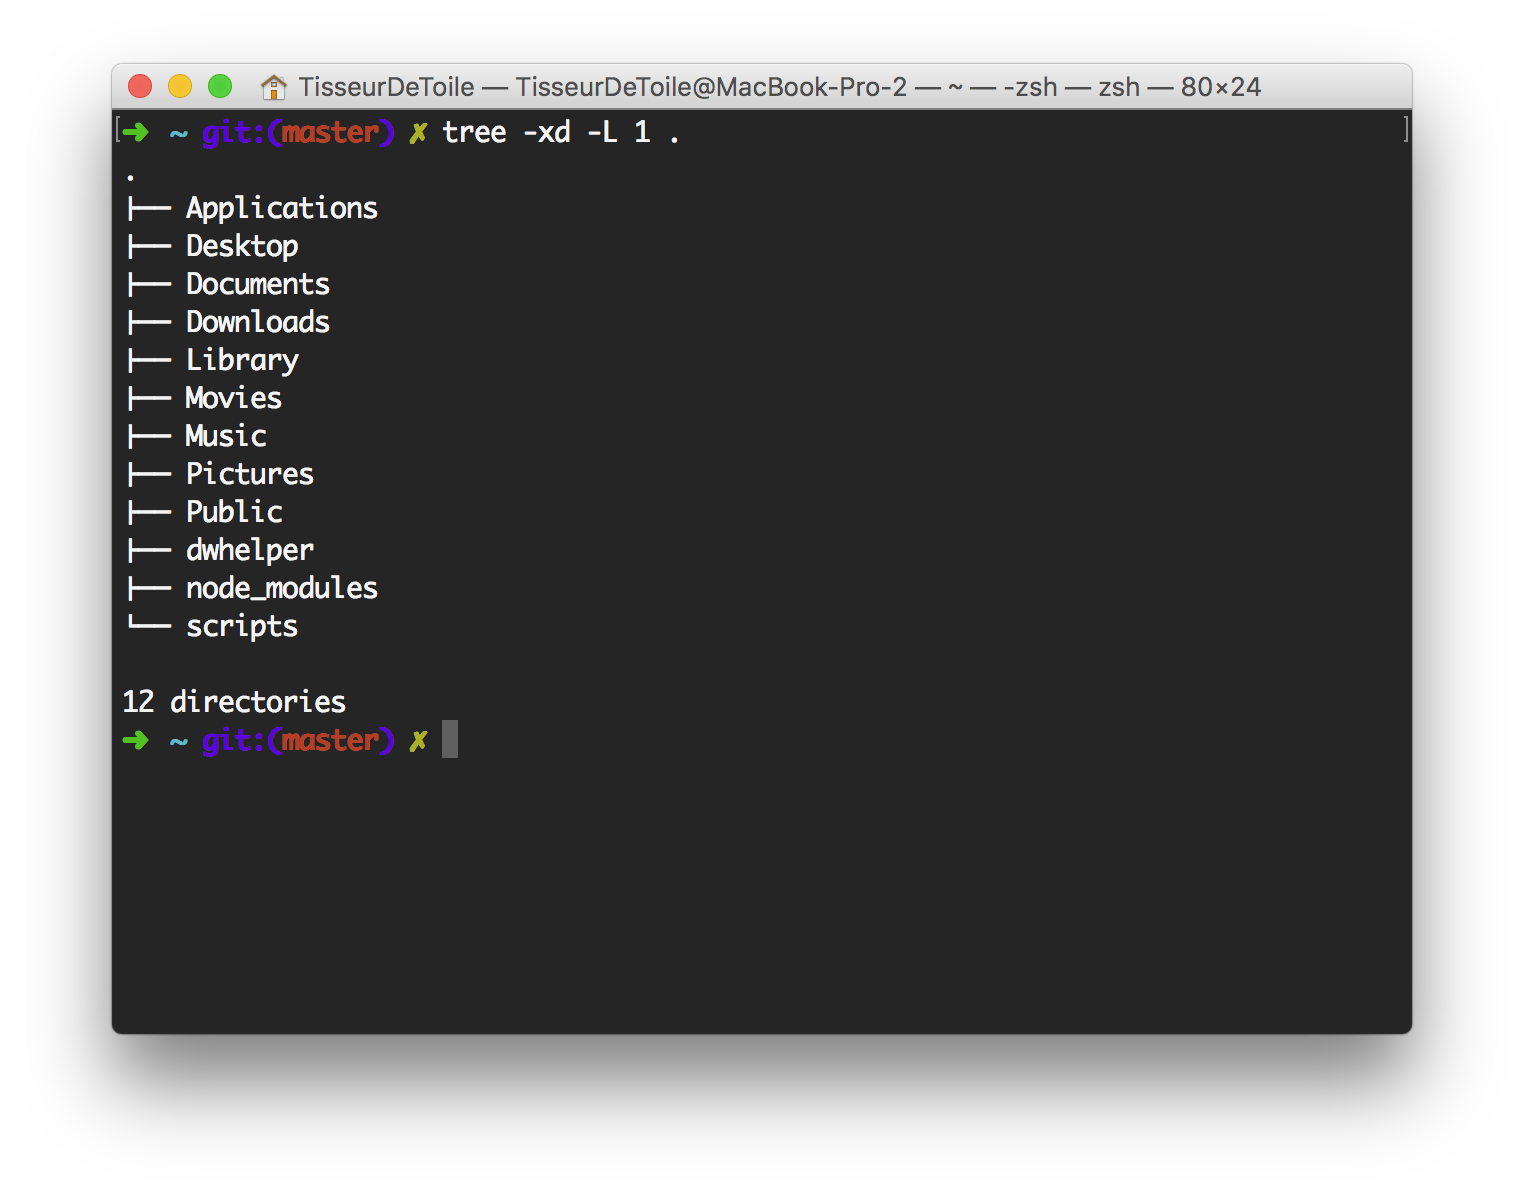 TisseurDeToile — TisseurDeToile@MacBook-Pro-2 — ~ — -zsh — zsh — 80×24
[➜ ~ git:(master) ✗ tree -xd -L 1 . ]
.
├── Applications
├── Desktop
├── Documents
├── Downloads
├── Library
├── Movies
├── Music
├── Pictures
├── Public
├── dwhelper
├── node_modules
└── scripts
12 directories
➜ ~ git:(master) ✗